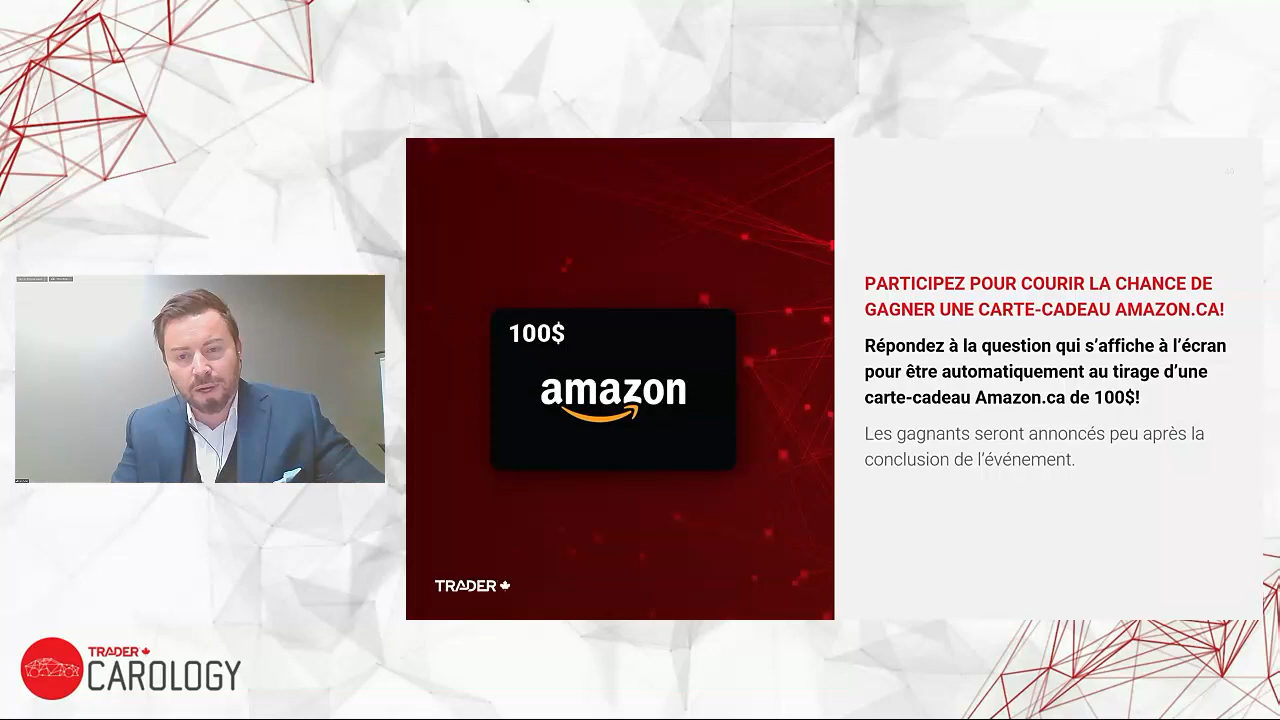 PARTICIPEZ POUR COURIR LA CHANCE DE
GAGNER UNE CARTE-CADEAU AMAZON.CA!
Répondez à la question qui s’affiche à l’écran
pour être automatiquement au tirage d’une
carte-cadeau Amazon.ca de 100$!
Les gagnants seront annoncés peu après la
conclusion de l’événement.
100$
amazon
TRADER
TRADER
CAROLOGY